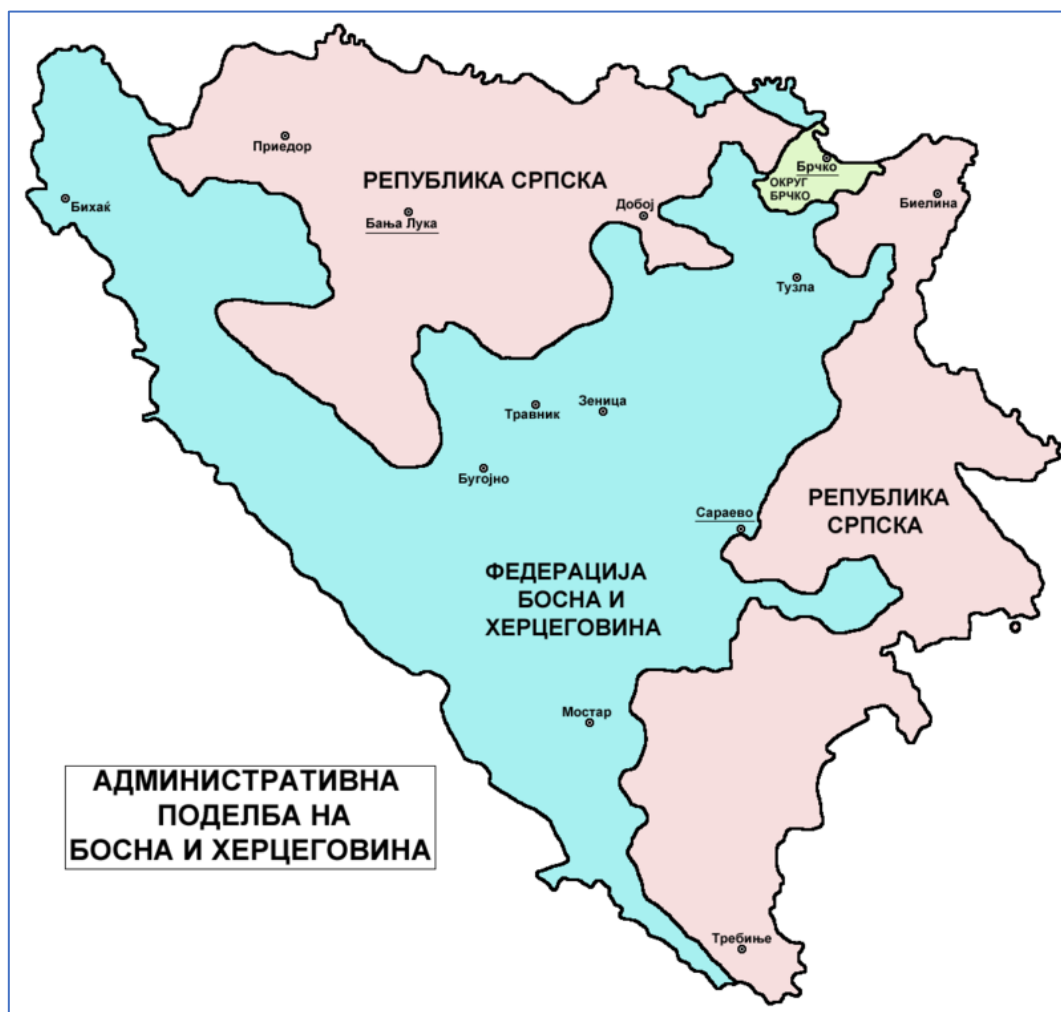 Приедор
РЕПУБЛИКА СРПСКА
Бихаќ
Бања Лука
Добој
Брчко
ОКРУГ
БРЧКО
Биелина
Тузла
Травник
Зеница
Бугојно
Сараево
РЕПУБЛИКА
СРПСКА
ФЕДЕРАЦИЈА
БОСНА И
ХЕРЦЕГОВИНА
Мостар
АДМИНИСТРАТИВНА
ПОДЕЛБА НА
БОСНА И ХЕРЦЕГОВИНА
Требиње